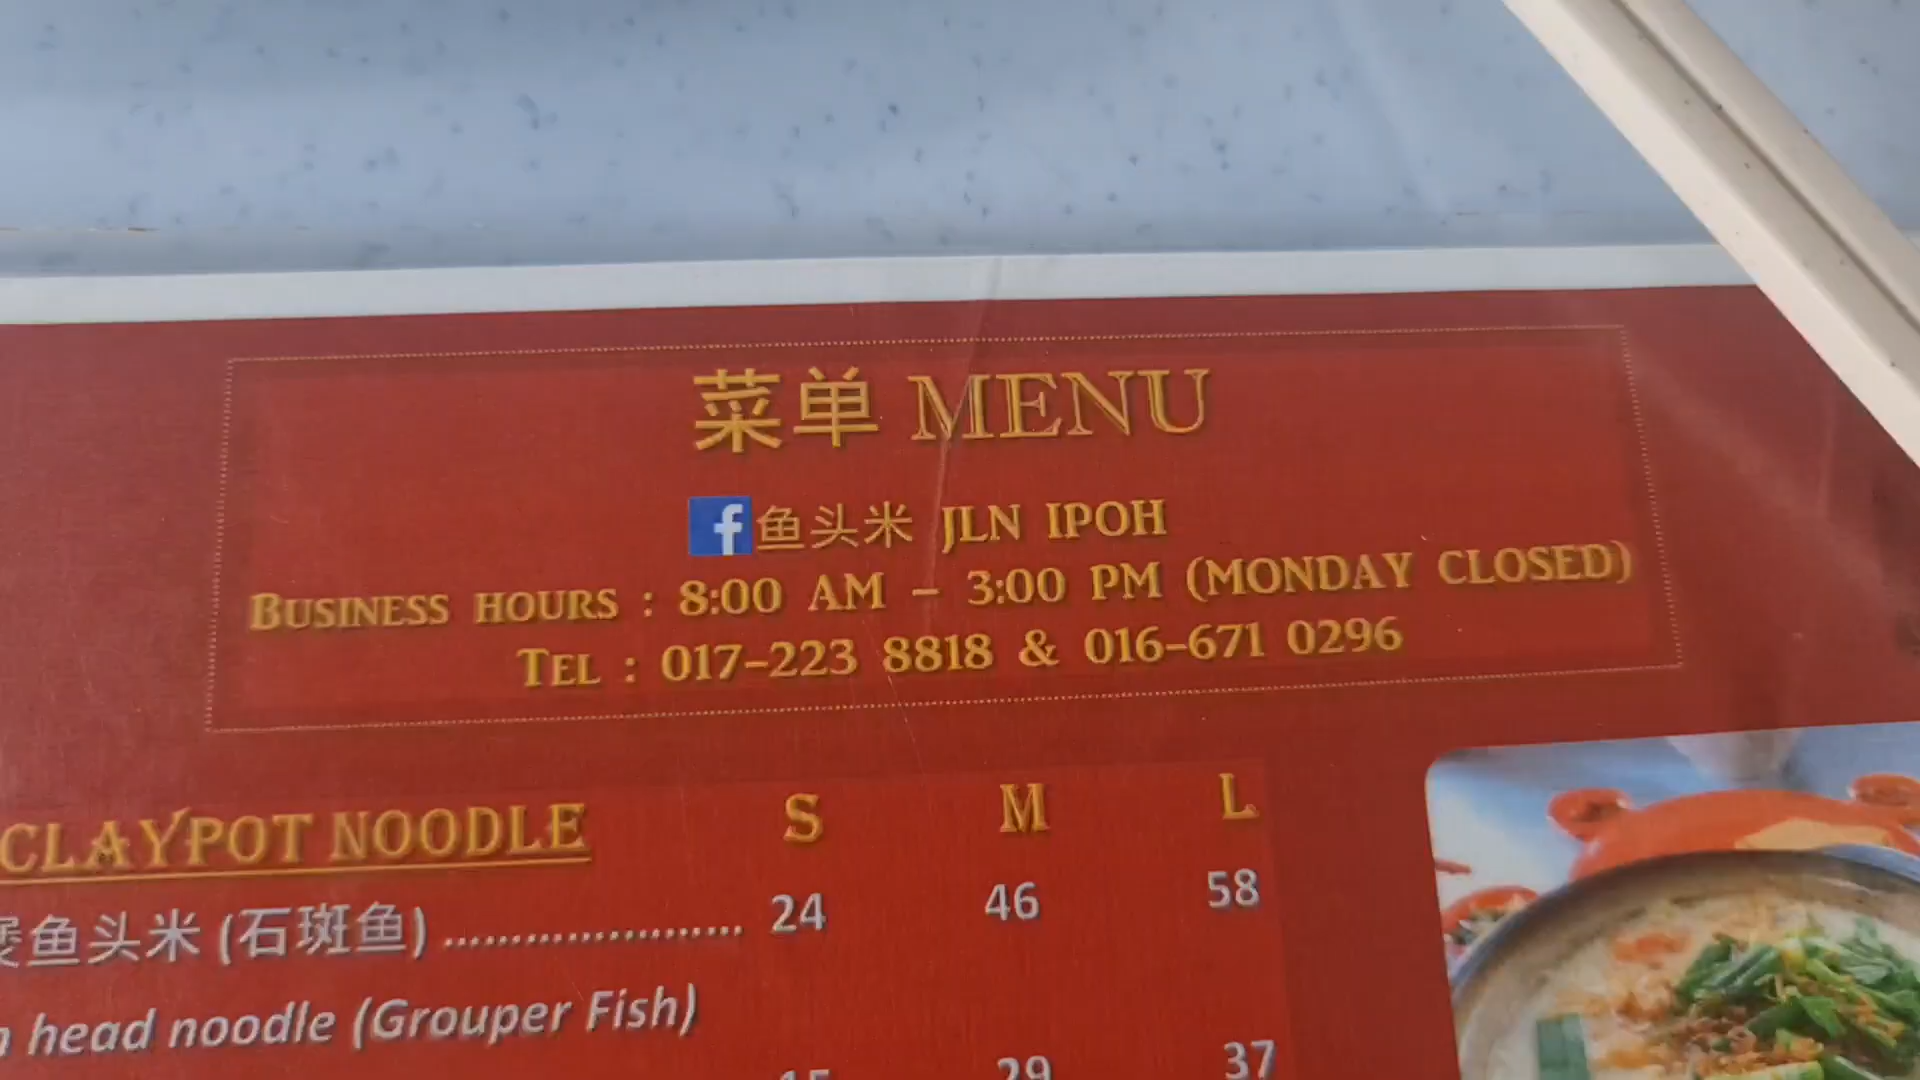 菜单 MENU
鱼头米 JLN IPOH
BUSINESS HOURS : 8:00 AM – 3:00 PM (MONDAY CLOSED)
TEL : 017-223 8818 & 016-671 0296
CLAYPOT NOODLE S M L
鱼头米 (石斑鱼) ........................ 24 46 58
head noodle (Grouper Fish)
15 29 37